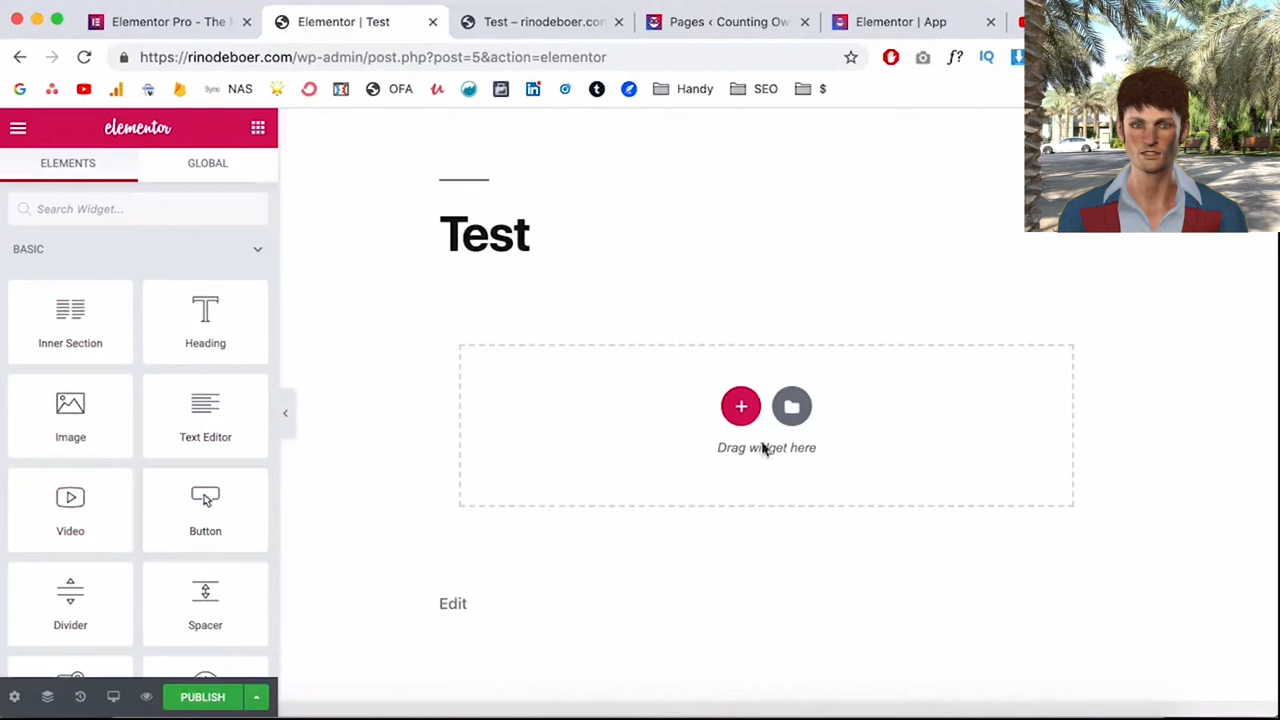 Elementor Pro - The M
Elementor | Test
Test – rinodeboer.co
Pages ‹ Counting Ow
Elementor | App
https://rinodeboer.com/wp-admin/post.php?post=5&action=elementor
f?
IQ
G
Sync
NAS
OFA
Handy
SEO
$
elementor
ELEMENTS
GLOBAL
Search Widget...
BASIC
Inner Section
Heading
Image
Text Editor
Video
Button
Divider
Spacer
PUBLISH
Test
Drag widget here
Edit